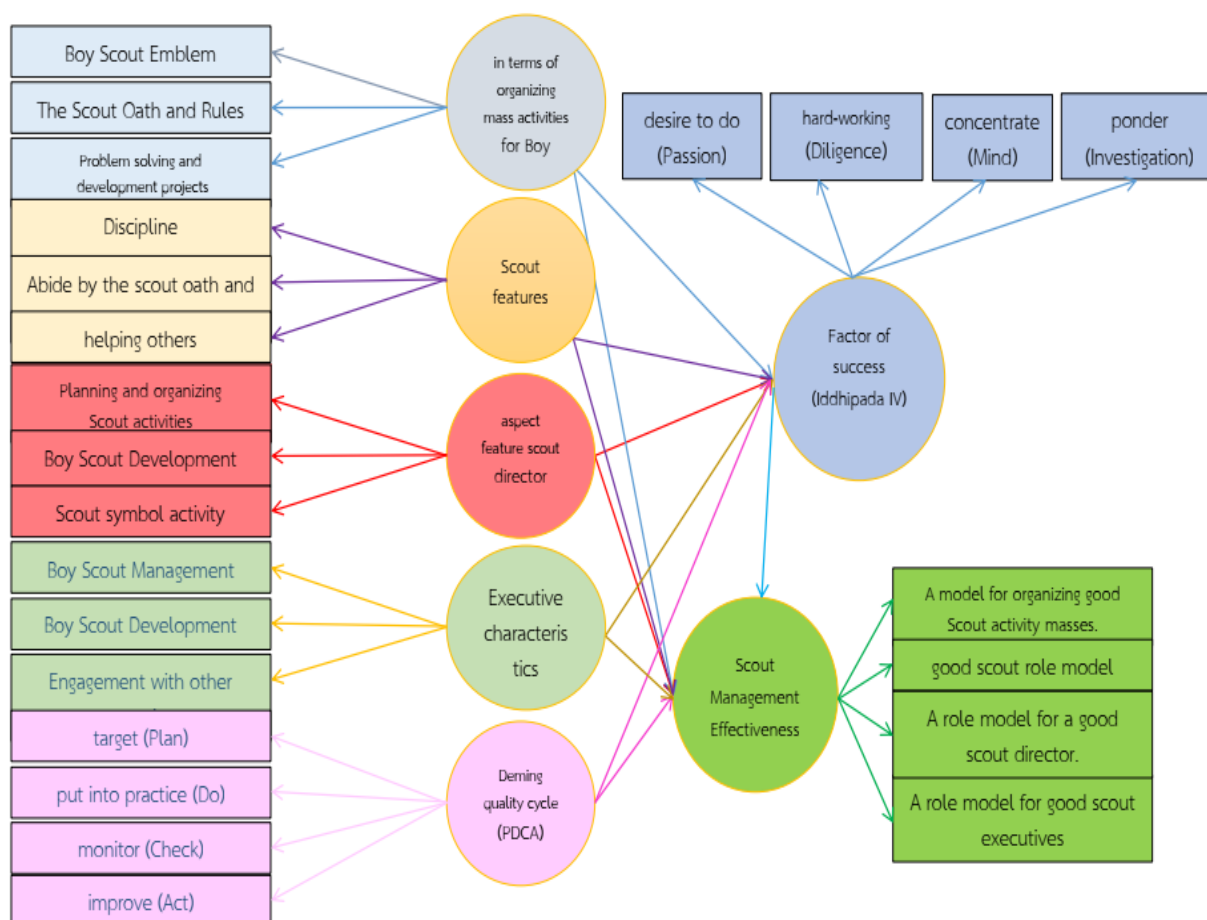 Boy Scout Emblem
The Scout Oath and Rules
Problem solving and
development projects
Discipline
Abide by the scout oath and
helping others
Planning and organizing
Scout activities
Boy Scout Development
Scout symbol activity
Boy Scout Management
Boy Scout Development
Engagement with other
target (Plan)
put into practice (Do)
monitor (Check)
improve (Act)
in terms of
organizing
mass activities
for Boy
Scout
features
aspect
feature scout
director
Executive
characteris
tics
Deming
quality cycle
(PDCA)
desire to do
(Passion)
hard-working
(Diligence)
concentrate
(Mind)
ponder
(Investigation)
Factor of
success
(Iddhipada IV)
Scout
Management
Effectiveness
A model for organizing good
Scout activity masses.
good scout role model
A role model for a good
scout director.
A role model for good scout
executives